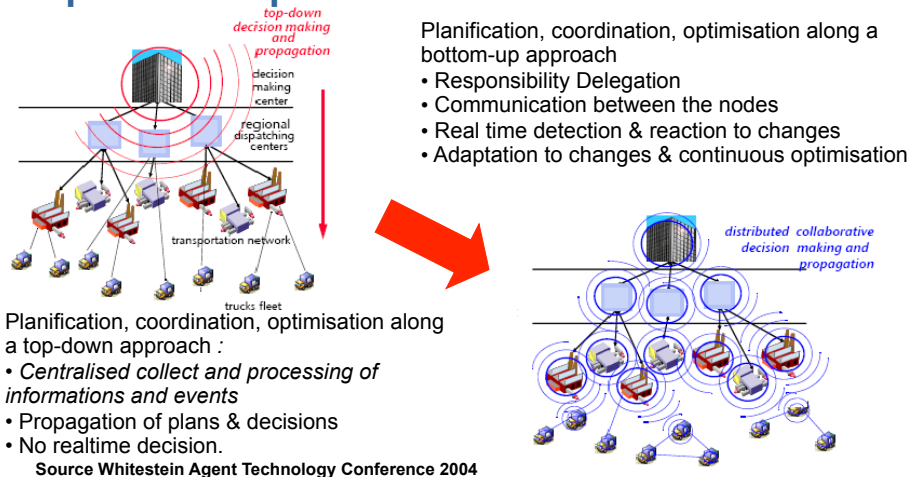 top-down
decision making
and
propagation
decision
making
center
regional
dispatching
centers
transportation network
trucks fleet
Planification, coordination, optimisation along
a top-down approach :
• Centralised collect and processing of
informations and events
• Propagation of plans & decisions
• No realtime decision.
Source Whitestein Agent Technology Conference 2004
Planification, coordination, optimisation along a
bottom-up approach
• Responsibility Delegation
• Communication between the nodes
• Real time detection & reaction to changes
• Adaptation to changes & continuous optimisation
distributed collaborative
decision making and
propagation